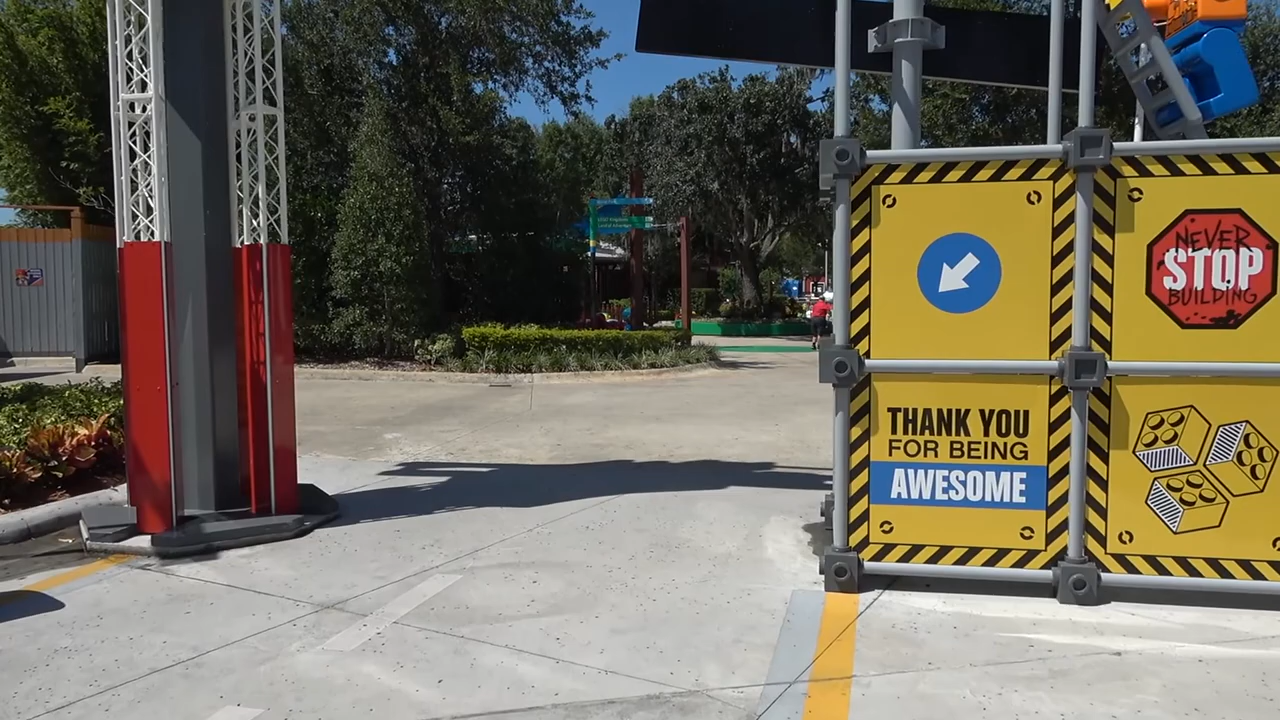 NEVER
STOP
BUILDING
THANK YOU
FOR BEING
AWESOME